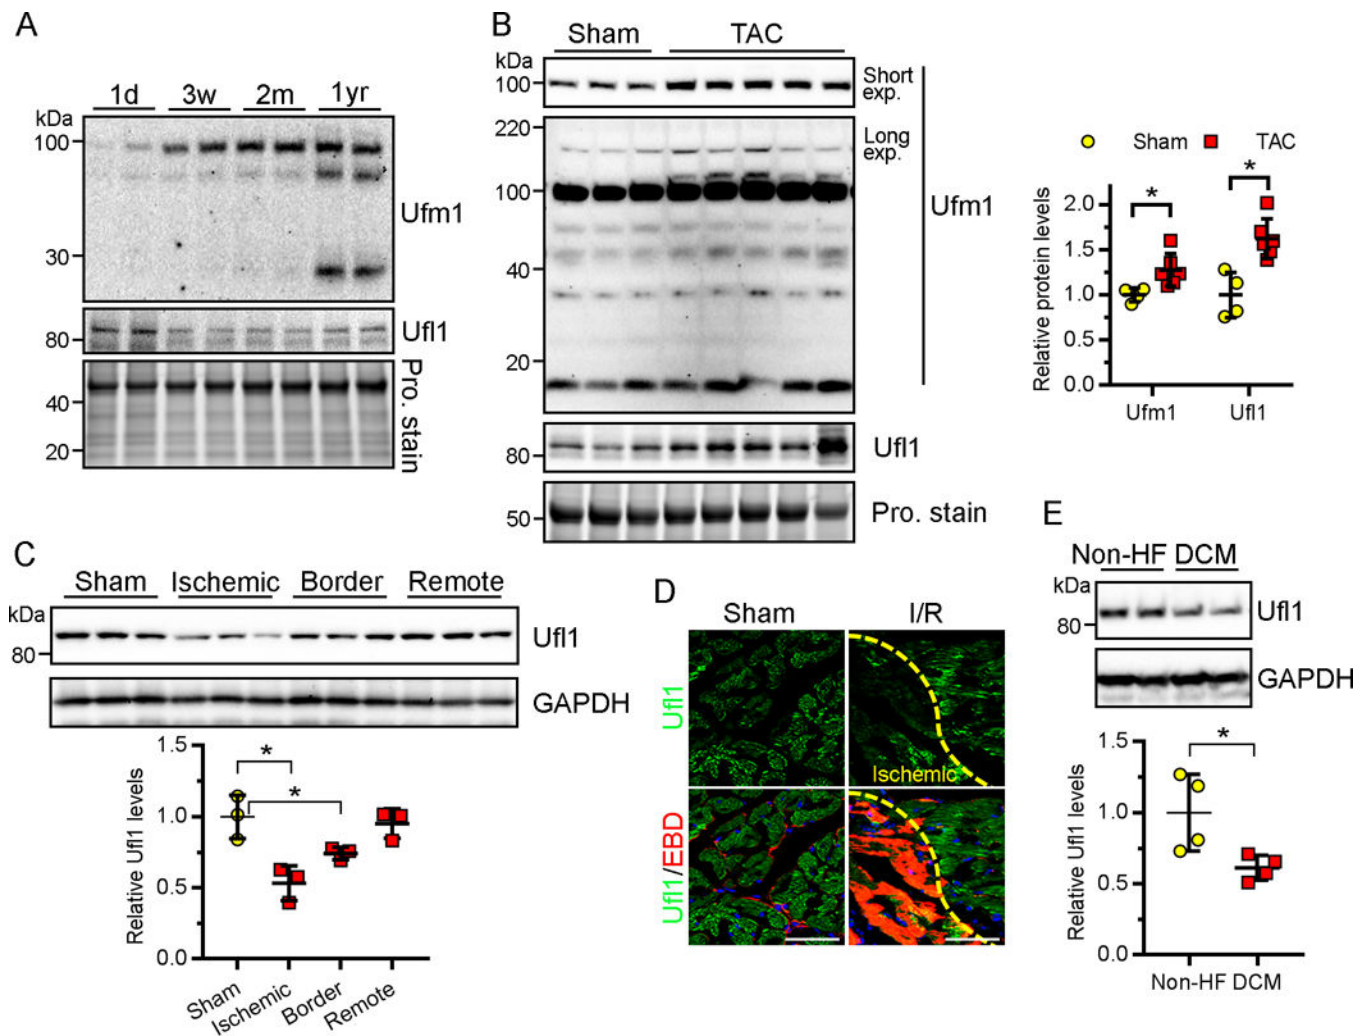 A
1d 3w 2m 1yr
kDa
100
30
Ufm1
80
Ufl1
40
20
Pro. stain
B
Sham TAC
kDa
100
Short
exp.
220
Long
exp.
100
40
20
Ufm1
80
Ufl1
50
Pro. stain
Sham TAC
* *
Relative protein levels
2.0
1.5
1.0
0.5
0.0
Ufm1 Ufl1
C
Sham Ischemic Border Remote
kDa
80
Ufl1
GAPDH
* *
Relative Ufl1 levels
1.5
1.0
0.5
0.0
Sham
Ischemic
Border
Remote
D
Sham I/R
Ufl1
Ischemic
Ufl1/EBD
E
Non-HF DCM
kDa
80
Ufl1
GAPDH
*
Relative Ufl1 levels
1.5
1.0
0.5
0.0
Non-HF DCM